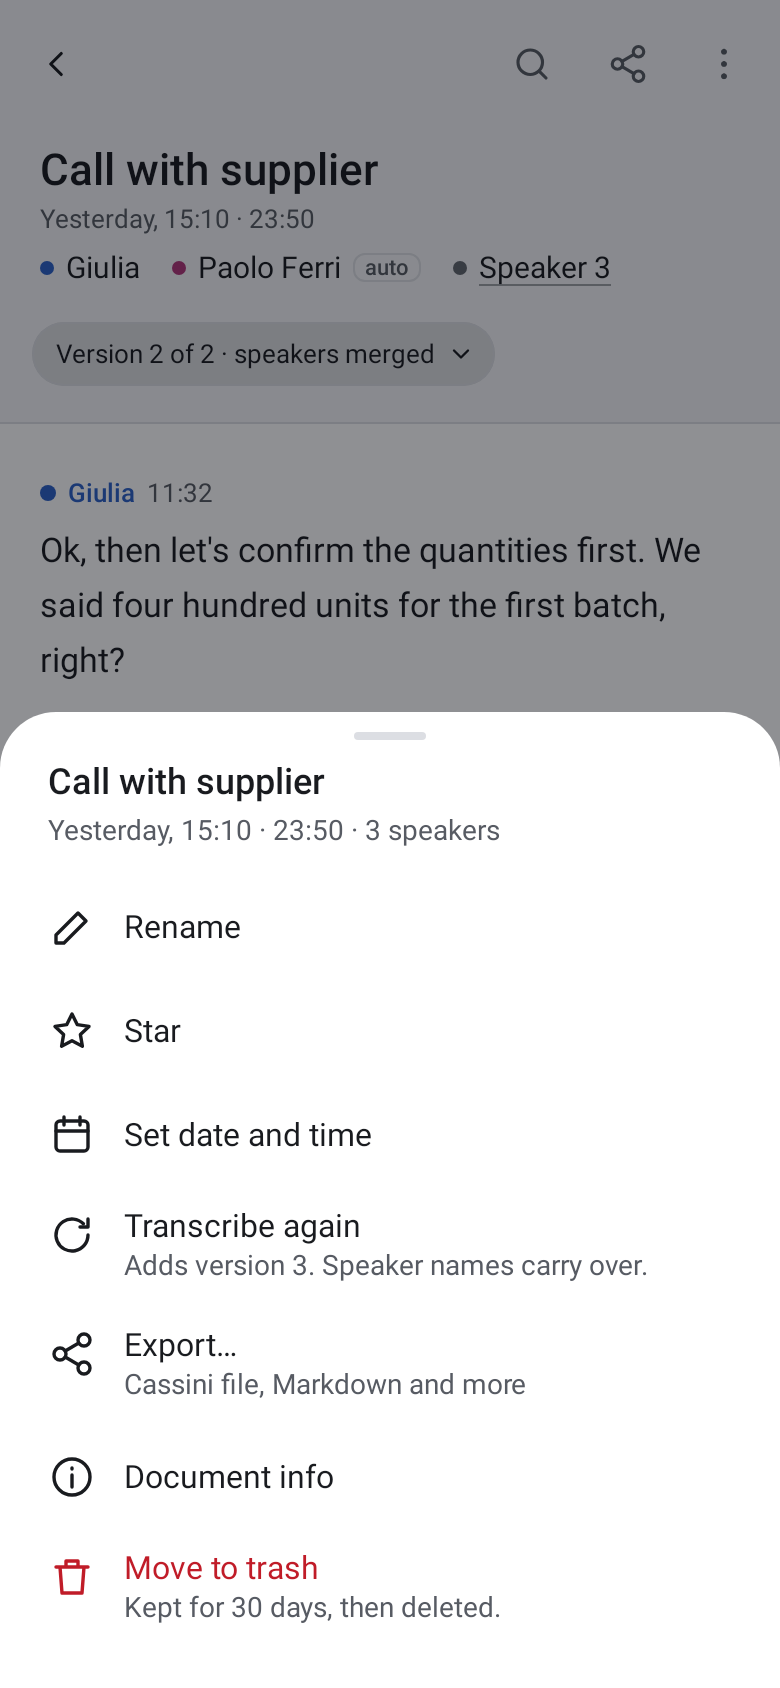 Call with supplier
Yesterday, 15:10 · 23:50
Giulia Paolo Ferri auto Speaker 3
Version 2 of 2 · speakers merged
Giulia 11:32
Ok, then let's confirm the quantities first. We
said four hundred units for the first batch,
right?
Call with supplier
Yesterday, 15:10 · 23:50 · 3 speakers
Rename
Star
Set date and time
Transcribe again
Adds version 3. Speaker names carry over.
Export…
Cassini file, Markdown and more
Document info
Move to trash
Kept for 30 days, then deleted.